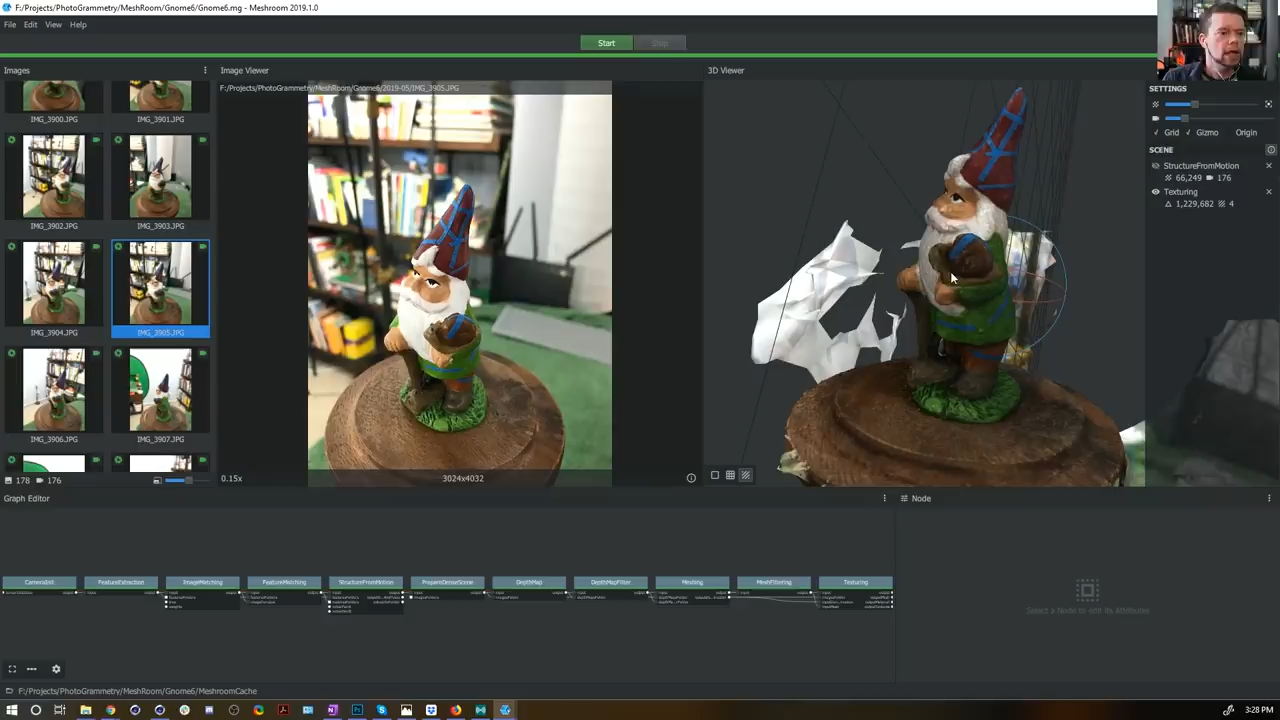 F:/Projects/PhotoGrammetry/MeshRoom/Gnome6/Gnome6.mg - Meshroom 2019.1.0
File Edit View Help
Start Stop
Images
Image Viewer
3D Viewer
F:/Projects/PhotoGrammetry/MeshRoom/Gnome6/2019-05/IMG_3905.JPG
SETTINGS
Grid Gizmo Origin
SCENE
StructureFromMotion
66,249 176
Texturing
1,229,682 4
IMG_3900.JPG IMG_3901.JPG
IMG_3902.JPG IMG_3903.JPG
IMG_3904.JPG IMG_3905.JPG
IMG_3906.JPG IMG_3907.JPG
178 176
0.15x
3024x4032
Graph Editor
Node
CameraInit FeatureExtraction ImageMatching FeatureMatching StructureFromMotion PrepareDenseScene DepthMap DepthMapFilter Meshing MeshFiltering Texturing
Select a Node to edit its Attributes
F:/Projects/PhotoGrammetry/MeshRoom/Gnome6/MeshroomCache
3:28 PM